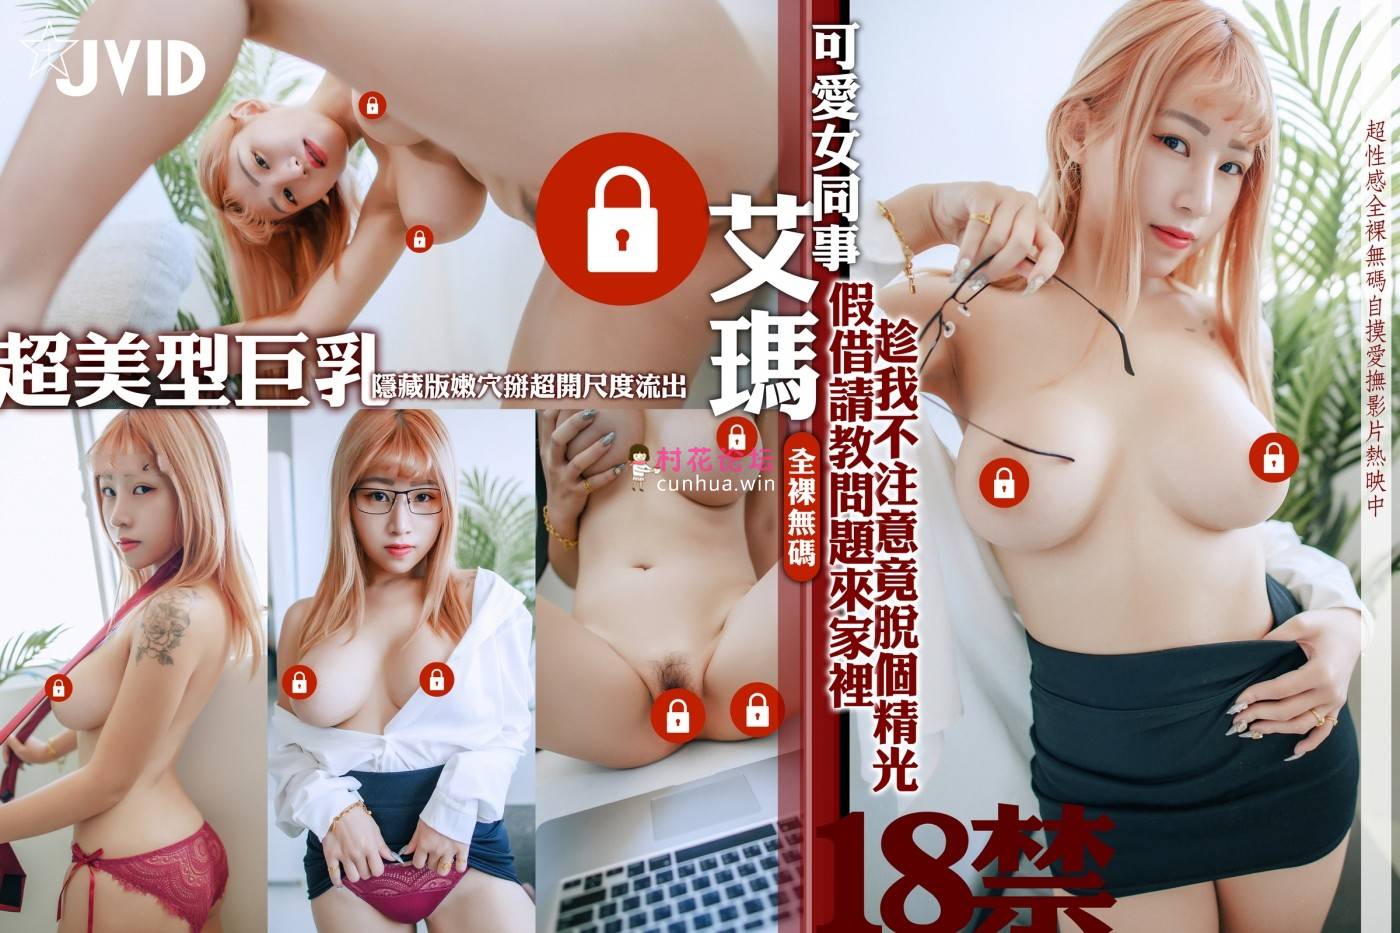 JVID
超美型巨乳
隱藏版嫩穴掰超開尺度流出
艾瑪
全裸無碼
可愛女同事
假借請教問題來家裡
趁我不注意竟脫個精光
18禁
超性感全裸無碼自摸愛撫影片熱映中
村花论坛
cunhua.win